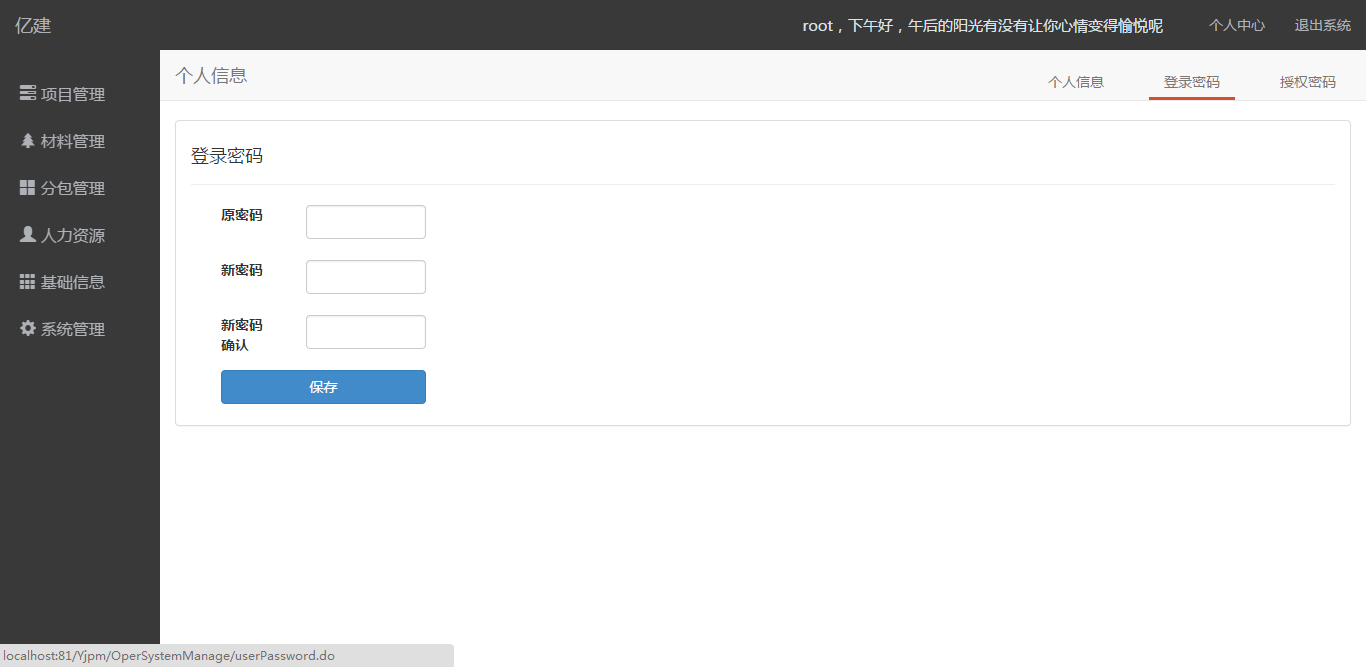 亿建
root，下午好，午后的阳光有没有让你心情变得愉悦呢
个人中心
退出系统
项目管理
材料管理
分包管理
人力资源
基础信息
系统管理
个人信息
个人信息
登录密码
授权密码
登录密码
原密码
新密码
新密码
确认
保存
localhost:81/Yjpm/OperSystemManage/userPassword.do